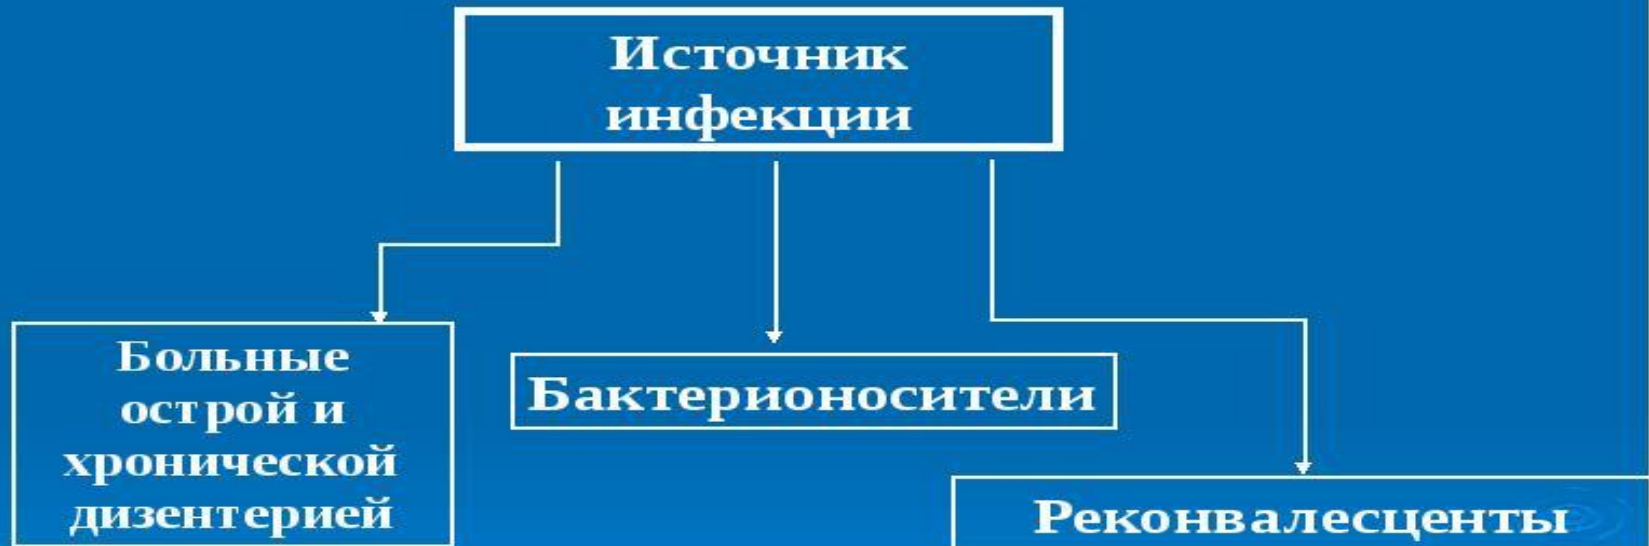 Источник
инфекции
Больные
острой и
хронической
дизентерией
Бактерионосители
Реконвалесценты